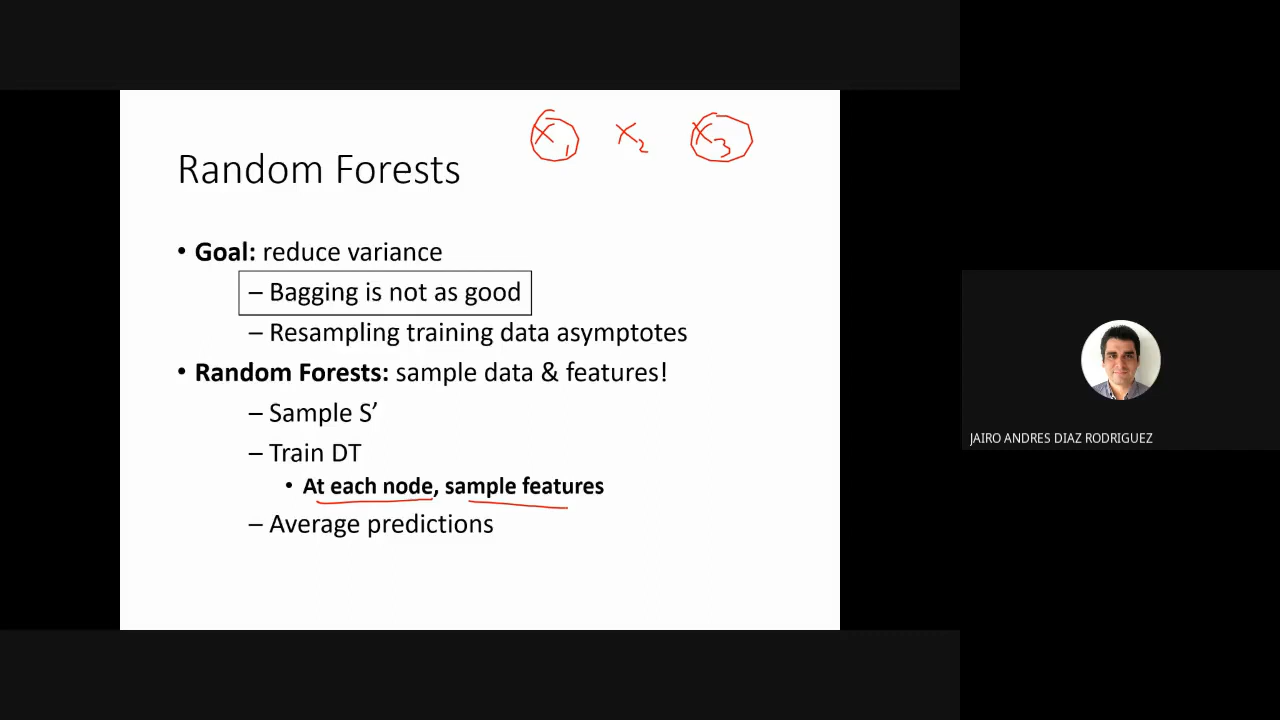 X1 X2 X3
Random Forests
• Goal: reduce variance
– Bagging is not as good
– Resampling training data asymptotes
• Random Forests: sample data & features!
– Sample S’
– Train DT
• At each node, sample features
– Average predictions
JAIRO ANDRES DIAZ RODRIGUEZ